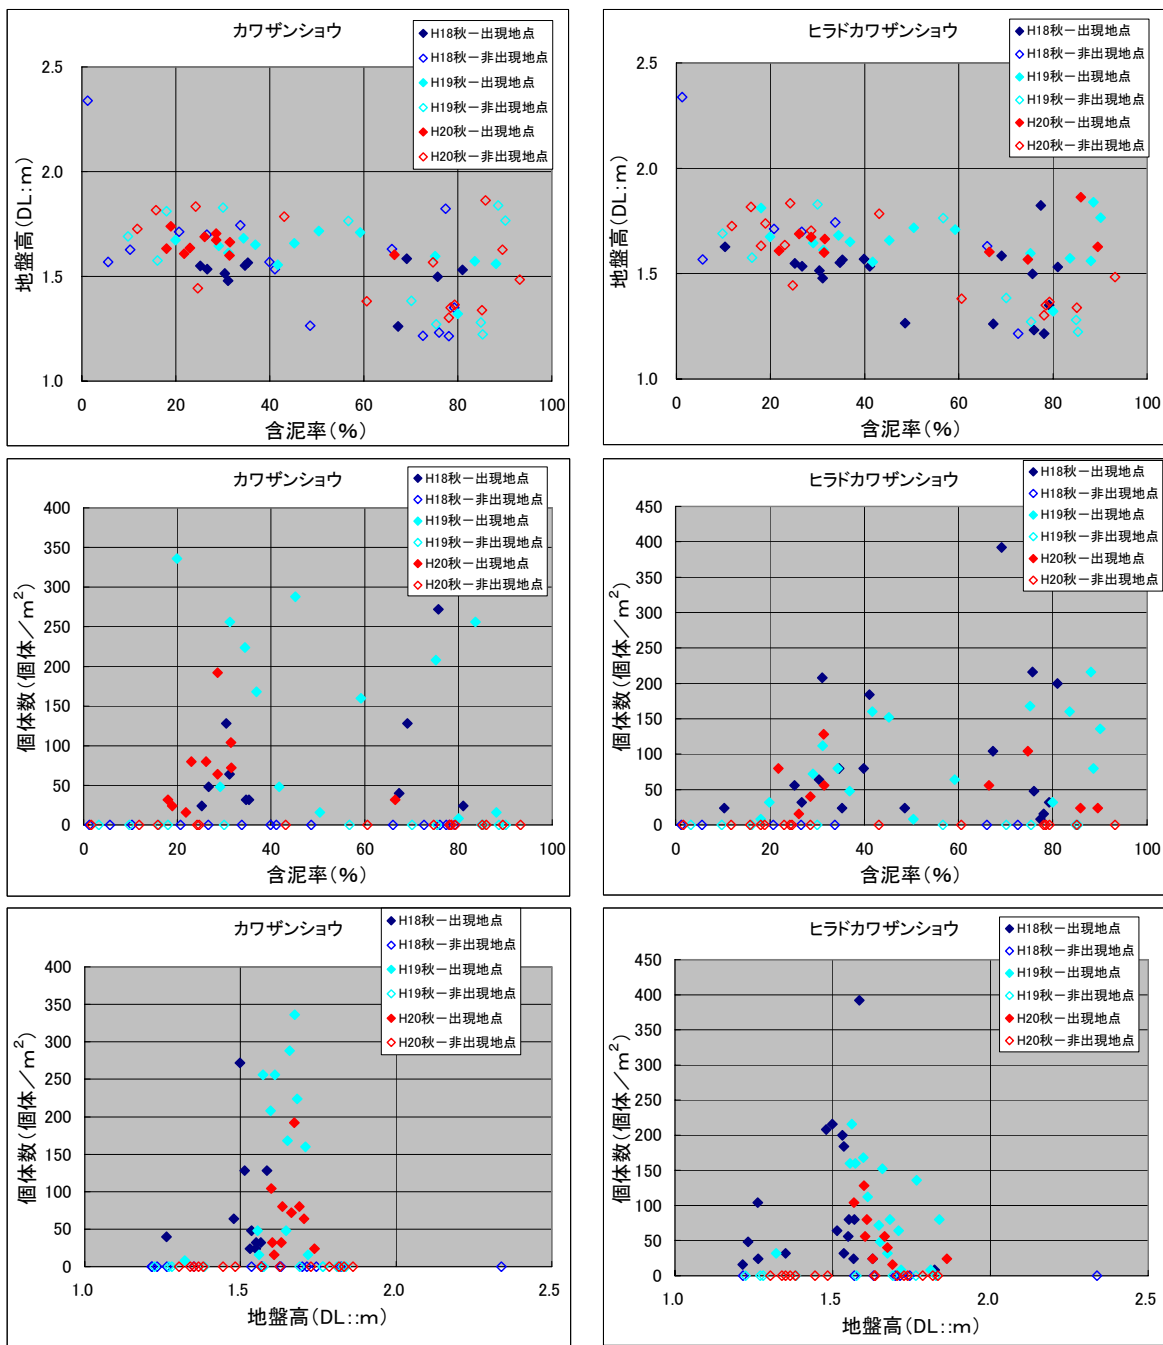 カワザンショウ
H18秋－出現地点
H18秋－非出現地点
H19秋－出現地点
H19秋－非出現地点
H20秋－出現地点
H20秋－非出現地点
地盤高(DL:m)
2.5
2.0
1.5
1.0
0
20
40
60
80
100
含泥率(%)
ヒラドカワザンショウ
H18秋－出現地点
H18秋－非出現地点
H19秋－出現地点
H19秋－非出現地点
H20秋－出現地点
H20秋－非出現地点
地盤高(DL:m)
2.5
2.0
1.5
1.0
0
20
40
60
80
100
含泥率(%)
カワザンショウ
H18秋－出現地点
H18秋－非出現地点
H19秋－出現地点
H19秋－非出現地点
H20秋－出現地点
H20秋－非出現地点
個体数(個体／m²)
400
350
300
250
200
150
100
50
0
0
20
40
60
80
100
含泥率(%)
ヒラドカワザンショウ
H18秋－出現地点
H18秋－非出現地点
H19秋－出現地点
H19秋－非出現地点
H20秋－出現地点
H20秋－非出現地点
個体数(個体／m²)
450
400
350
300
250
200
150
100
50
0
0
20
40
60
80
100
含泥率(%)
カワザンショウ
H18秋－出現地点
H18秋－非出現地点
H19秋－出現地点
H19秋－非出現地点
H20秋－出現地点
H20秋－非出現地点
個体数(個体／m²)
400
350
300
250
200
150
100
50
0
1.0
1.5
2.0
2.5
地盤高(DL::m)
ヒラドカワザンショウ
H18秋－出現地点
H18秋－非出現地点
H19秋－出現地点
H19秋－非出現地点
H20秋－出現地点
H20秋－非出現地点
個体数(個体／m²)
450
400
350
300
250
200
150
100
50
0
1.0
1.5
2.0
2.5
地盤高(DL::m)